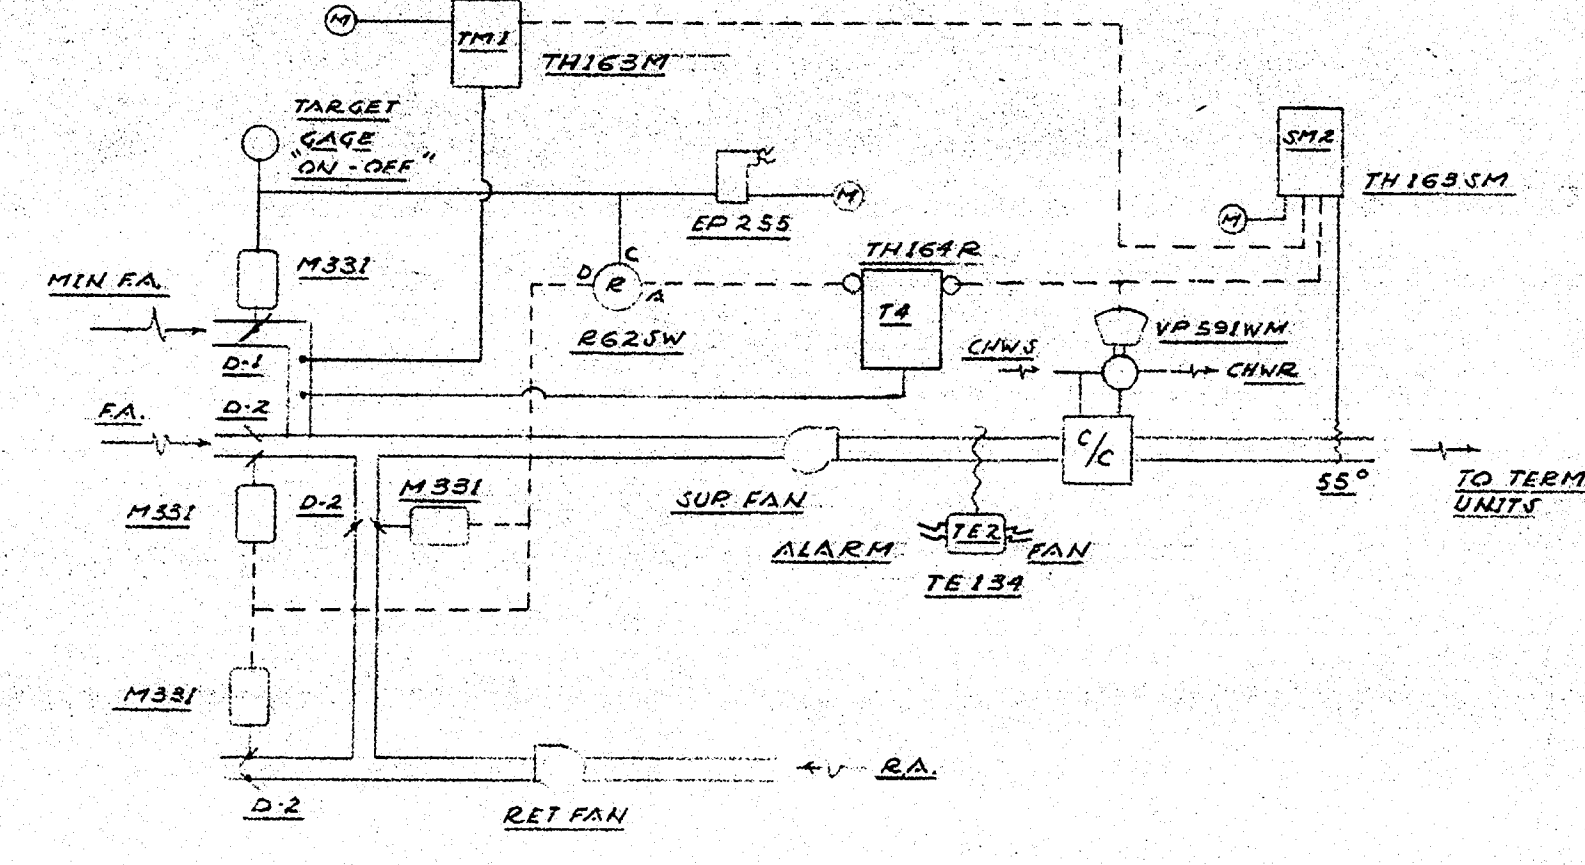 M
TM1
TH163M
TARGET
GAGE
"ON-OFF"
SM2
TH163SM
M
M
EP255
TH164R
M331
MIN F.A.
D
C
R
A
R62SW
T4
VP591WM
CHWS
CHWR
D-1
F.A.
D-2
C/C
55°
TO TERM
UNITS
M331
D-2
M331
SUP. FAN
ALARM
TE2
FAN
TE134
M331
R.A.
D-2
RET FAN